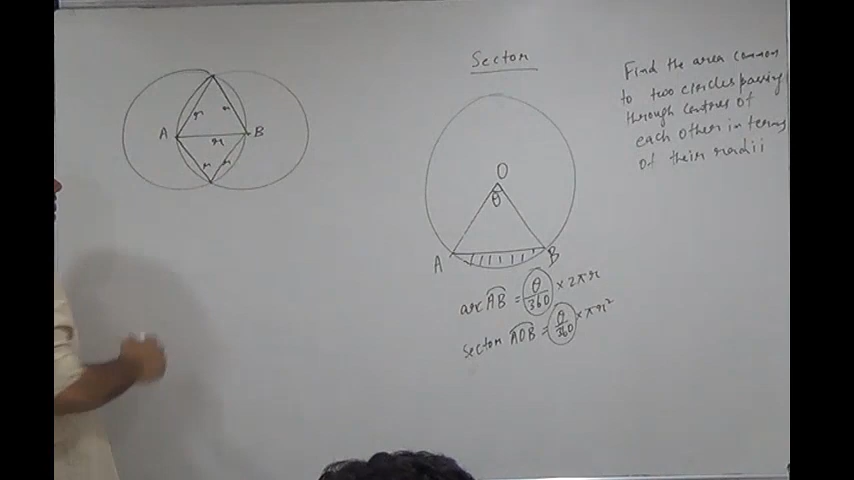 A
B
r
r
r
r
r
Sector
O
θ
A
B
arc AB = θ/360 × 2πr
Sector AOB = θ/360 × πr²
Find the area common
to two circles passing
through centres of
each other in terms
of their radii